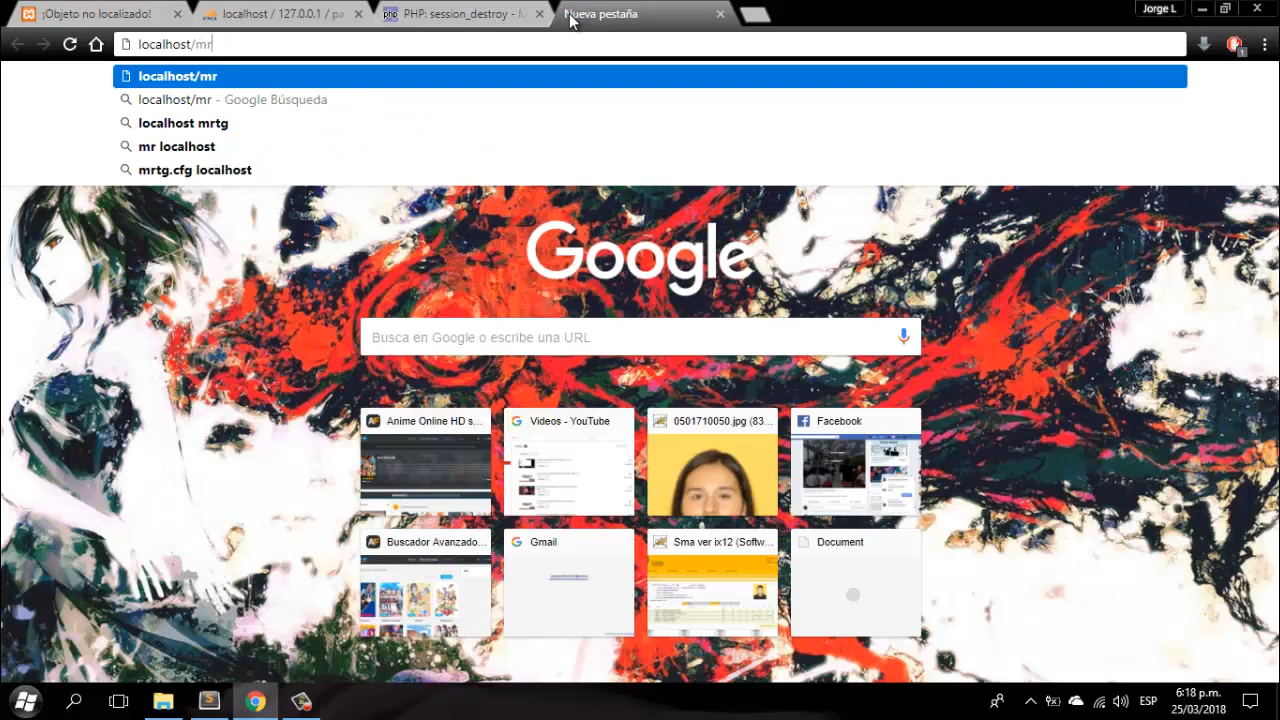 ¡Objeto no localizado!
localhost / 127.0.0.1 / pa
PHP: session_destroy - M
Nueva pestaña
Jorge L
localhost/mr
localhost/mr
localhost/mr - Google Búsqueda
localhost mrtg
mr localhost
mrtg.cfg localhost
Google
Busca en Google o escribe una URL
Anime Online HD s...
Videos - YouTube
0501710050.jpg (83...
Facebook
Buscador Avanzado...
Gmail
Sma ver ix12 (Softw...
Document
ESP
6:18 p.m.
25/03/2018